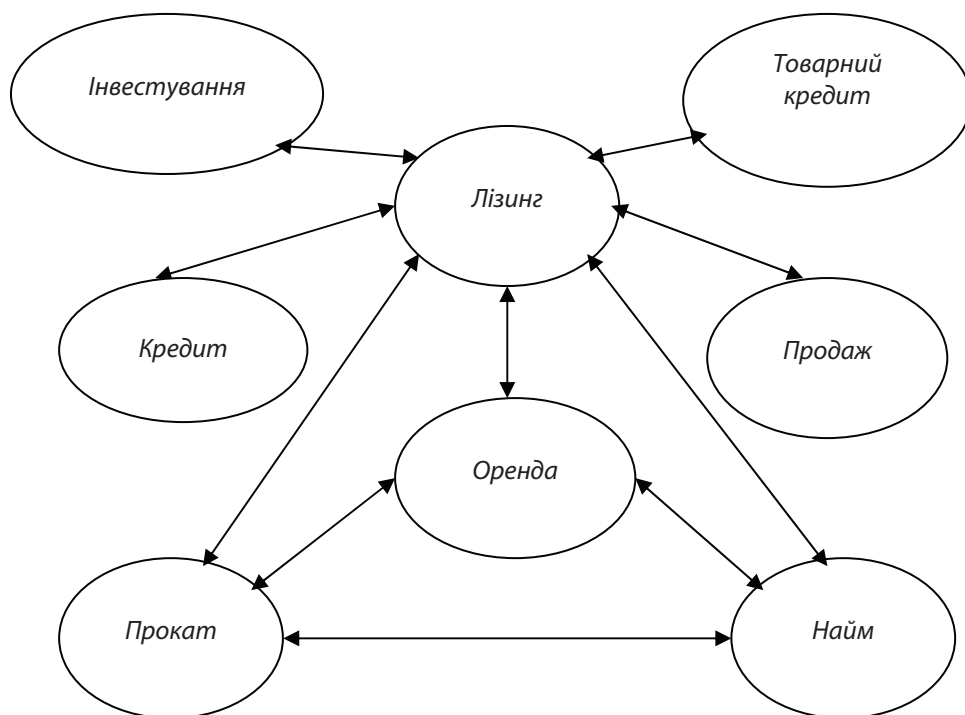 Інвестування
Товарний
кредит
Лізинг
Кредит
Продаж
Оренда
Прокат
Найм